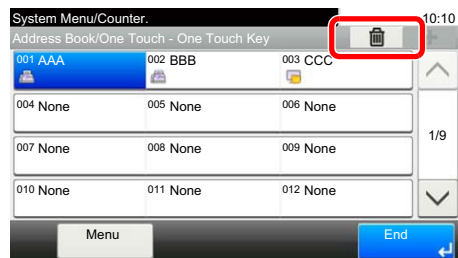 System Menu/Counter. 10:10
Address Book/One Touch - One Touch Key
001 AAA 002 BBB 003 CCC
004 None 005 None 006 None
1/9
007 None 008 None 009 None
010 None 011 None 012 None
Menu End